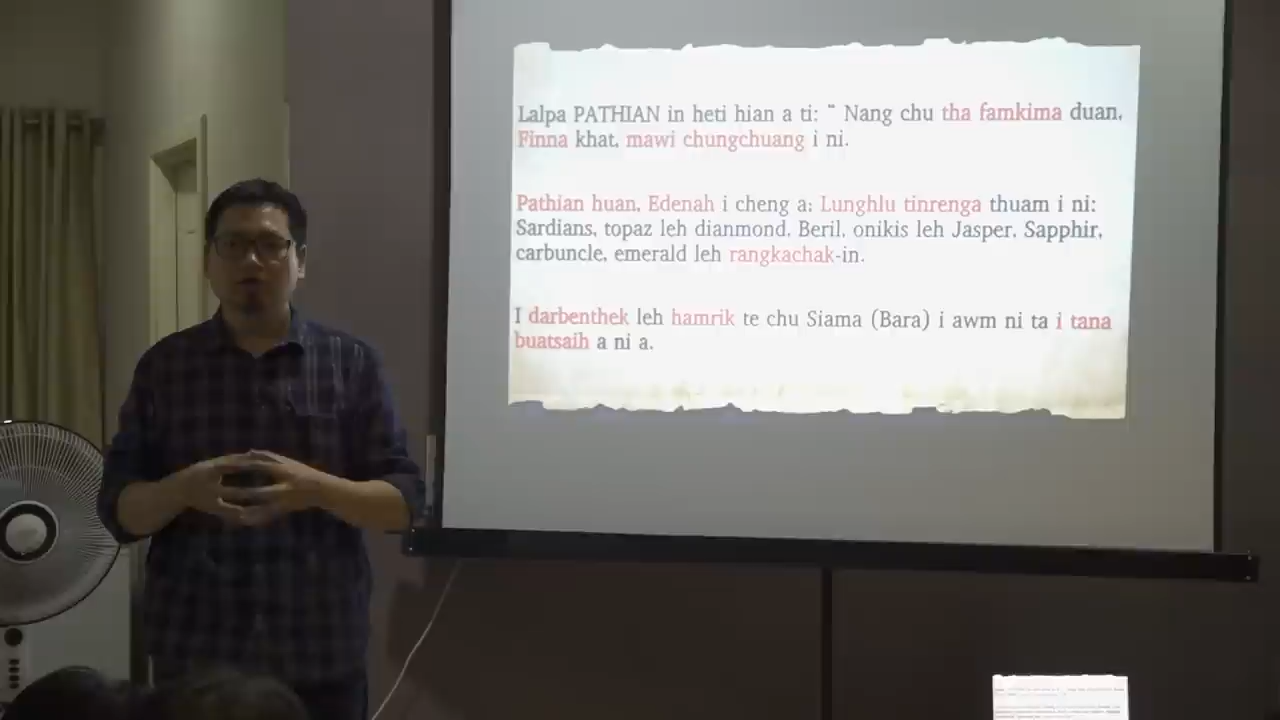 Lalpa PATHIAN in heti hian a ti: “ Nang chu tha famkima duan,
Finna khat, mawi chungchuang i ni.
Pathian huan, Edenah i cheng a; Lunghlu tinrenga thuam i ni:
Sardians, topaz leh dianmond, Beril, onikis leh Jasper, Sapphir,
carbuncle, emerald leh rangkachak-in.
I darbenthek leh hamrik te chu Siama (Bara) i awm ni ta i tana
buatsaih a ni a.